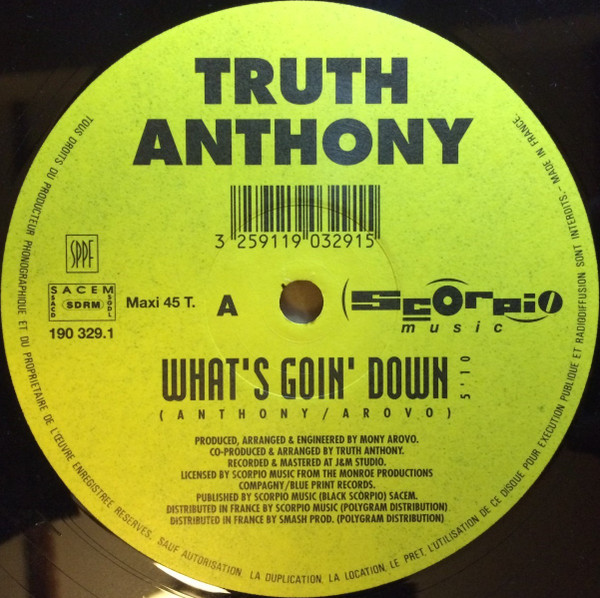 TRUTH
ANTHONY
3 259119 032915
SPPF
SACEM
SACD SDRM SGDL
190 329.1
Maxi 45 T.
A
Scorpio
music
WHAT'S GOIN' DOWN 5'10
(ANTHONY/AROVO)
PRODUCED, ARRANGED & ENGINEERED BY MONY AROVO.
CO-PRODUCED & ARRANGED BY TRUTH ANTHONY.
RECORDED & MASTERED AT J&M STUDIO.
LICENSED BY SCORPIO MUSIC FROM THE MONROE PRODUCTIONS
COMPAGNY/BLUE PRINT RECORDS.
PUBLISHED BY SCORPIO MUSIC (BLACK SCORPIO) SACEM.
DISTRIBUTED IN FRANCE BY SCORPIO MUSIC (POLYGRAM DISTRIBUTION)
DISTRIBUTED IN FRANCE BY SMASH PROD. (POLYGRAM DISTRIBUTION)
TOUS DROITS DU PRODUCTEUR PHONOGRAPHIQUE ET DU PROPRIETAIRE DE L'ŒUVRE ENREGISTREE RESERVES. SAUF AUTORISATION, LA DUPLICATION, LA LOCATION, LE PRET, L'UTILISATION DE CE DISQUE POUR EXECUTION PUBLIQUE ET RADIODIFFUSION SONT INTERDITS.- MADE IN FRANCE.